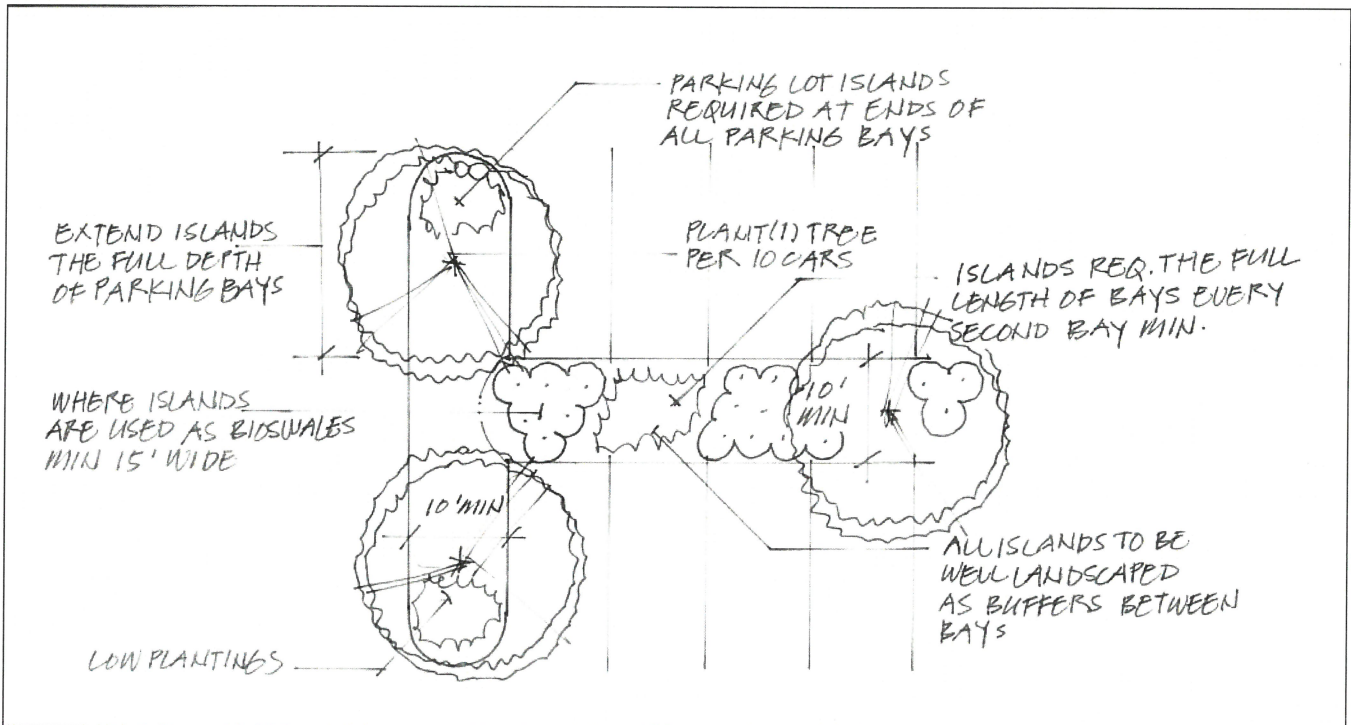 PARKING LOT ISLANDS
REQUIRED AT ENDS OF
ALL PARKING BAYS
EXTEND ISLANDS
THE FULL DEPTH
OF PARKING BAYS
PLANT (1) TREE
PER 10 CARS
ISLANDS REQ. THE FULL
LENGTH OF BAYS EVERY
SECOND BAY MIN.
WHERE ISLANDS
ARE USED AS BIOSWALES
MIN 15' WIDE
10'
MIN
10' MIN
ALL ISLANDS TO BE
WELL LANDSCAPED
AS BUFFERS BETWEEN
BAYS
LOW PLANTINGS